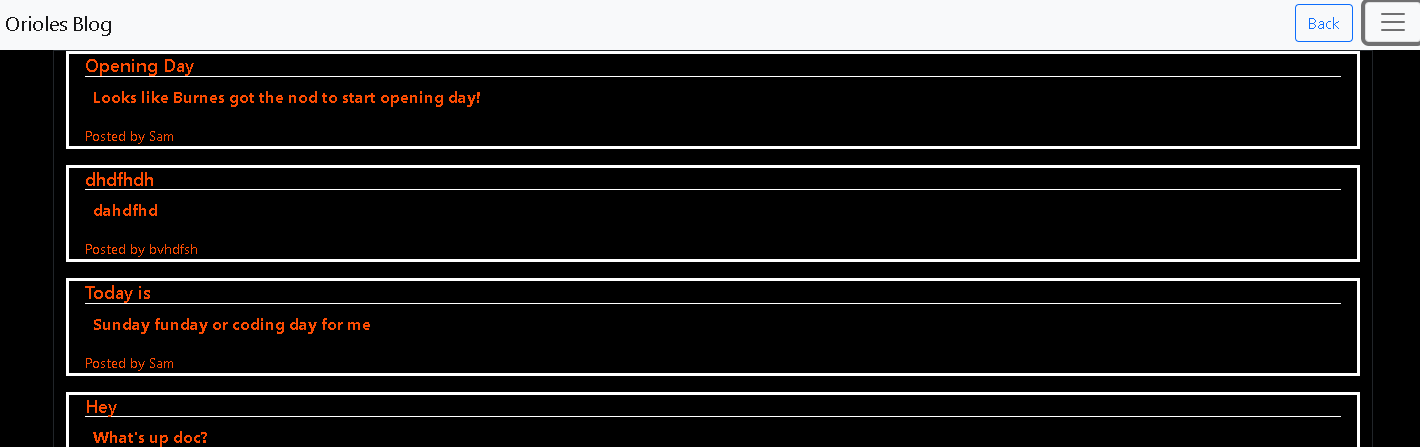 Orioles Blog
Back
Opening Day
Looks like Burnes got the nod to start opening day!
Posted by Sam
dhdfhdh
dahdfhd
Posted by bvhdfsh
Today is
Sunday funday or coding day for me
Posted by Sam
Hey
What's up doc?